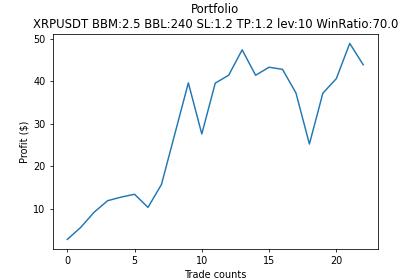 Portfolio
XRPUSDT BBM:2.5 BBL:240 SL:1.2 TP:1.2 lev:10 WinRatio:70.0
50
40
30
20
10
Profit ($)
0 5 10 15 20
Trade counts